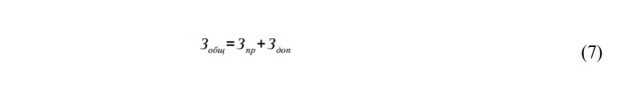 З_общ = З_пр + З_доп (7)